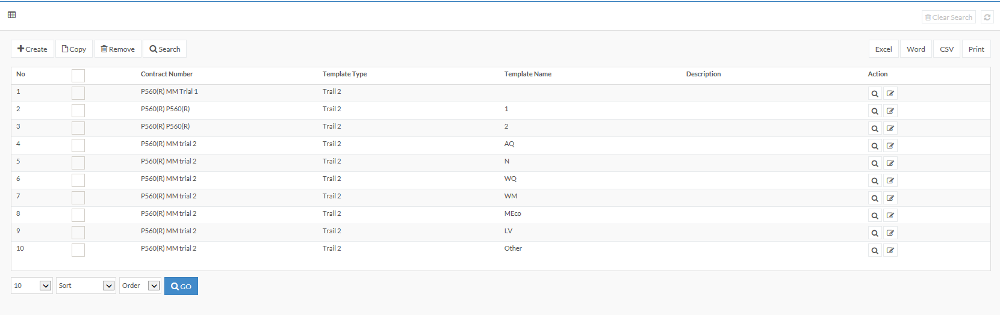 Clear Search
Create Copy Remove Search Excel Word CSV Print
No Contract Number Template Type Template Name Description Action
1 P560(R) MM Trial 1 Trail 2
2 P560(R) P560(R) Trail 2 1
3 P560(R) P560(R) Trail 2 2
4 P560(R) MM trial 2 Trail 2 AQ
5 P560(R) MM trial 2 Trail 2 N
6 P560(R) MM trial 2 Trail 2 WQ
7 P560(R) MM trial 2 Trail 2 WM
8 P560(R) MM trial 2 Trail 2 MEco
9 P560(R) MM trial 2 Trail 2 LV
10 P560(R) MM trial 2 Trail 2 Other
10 Sort Order GO